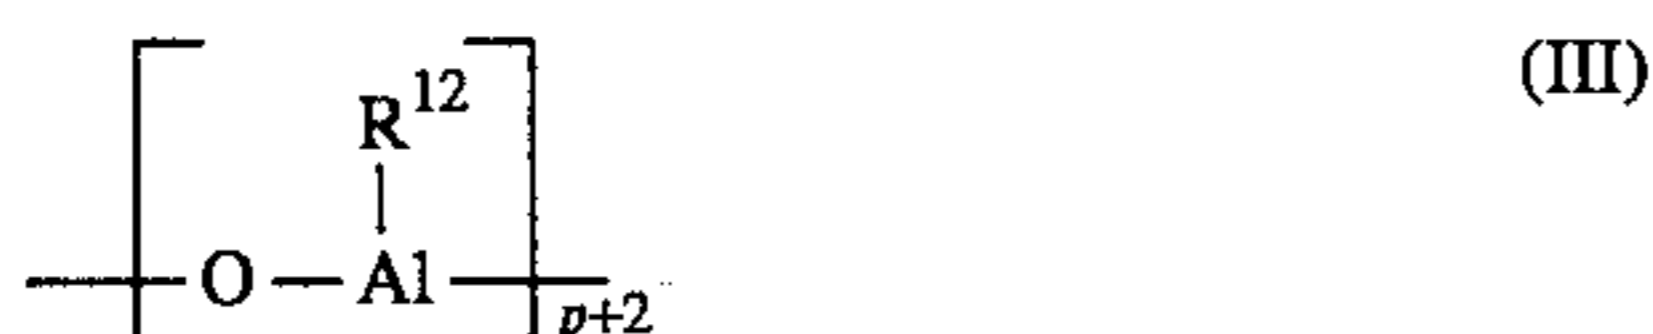 (III)
R¹²
O — Al
p+2